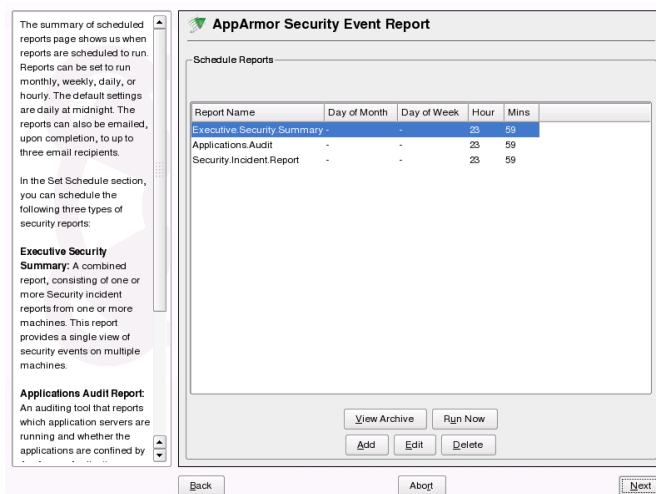 The summary of scheduled
reports page shows us when
reports are scheduled to run.
Reports can be set to run
monthly, weekly, daily, or
hourly. The default settings
are daily at midnight. The
reports can also be emailed,
upon completion, to up to
three email recipients.
In the Set Schedule section,
you can schedule the
following three types of
security reports:
Executive Security
Summary: A combined
report, consisting of one or
more Security incident
reports from one or more
machines. This report
provides a single view of
security events on multiple
machines.
Applications Audit Report:
An auditing tool that reports
which application servers are
running and whether the
applications are confined by
AppArmor Security Event Report
Schedule Reports
Report Name Day of Month Day of Week Hour Mins
Executive.Security.Summary - - 23 59
Applications.Audit - - 23 59
Security.Incident.Report - - 23 59
View Archive Run Now
Add Edit Delete
Back Abort Next